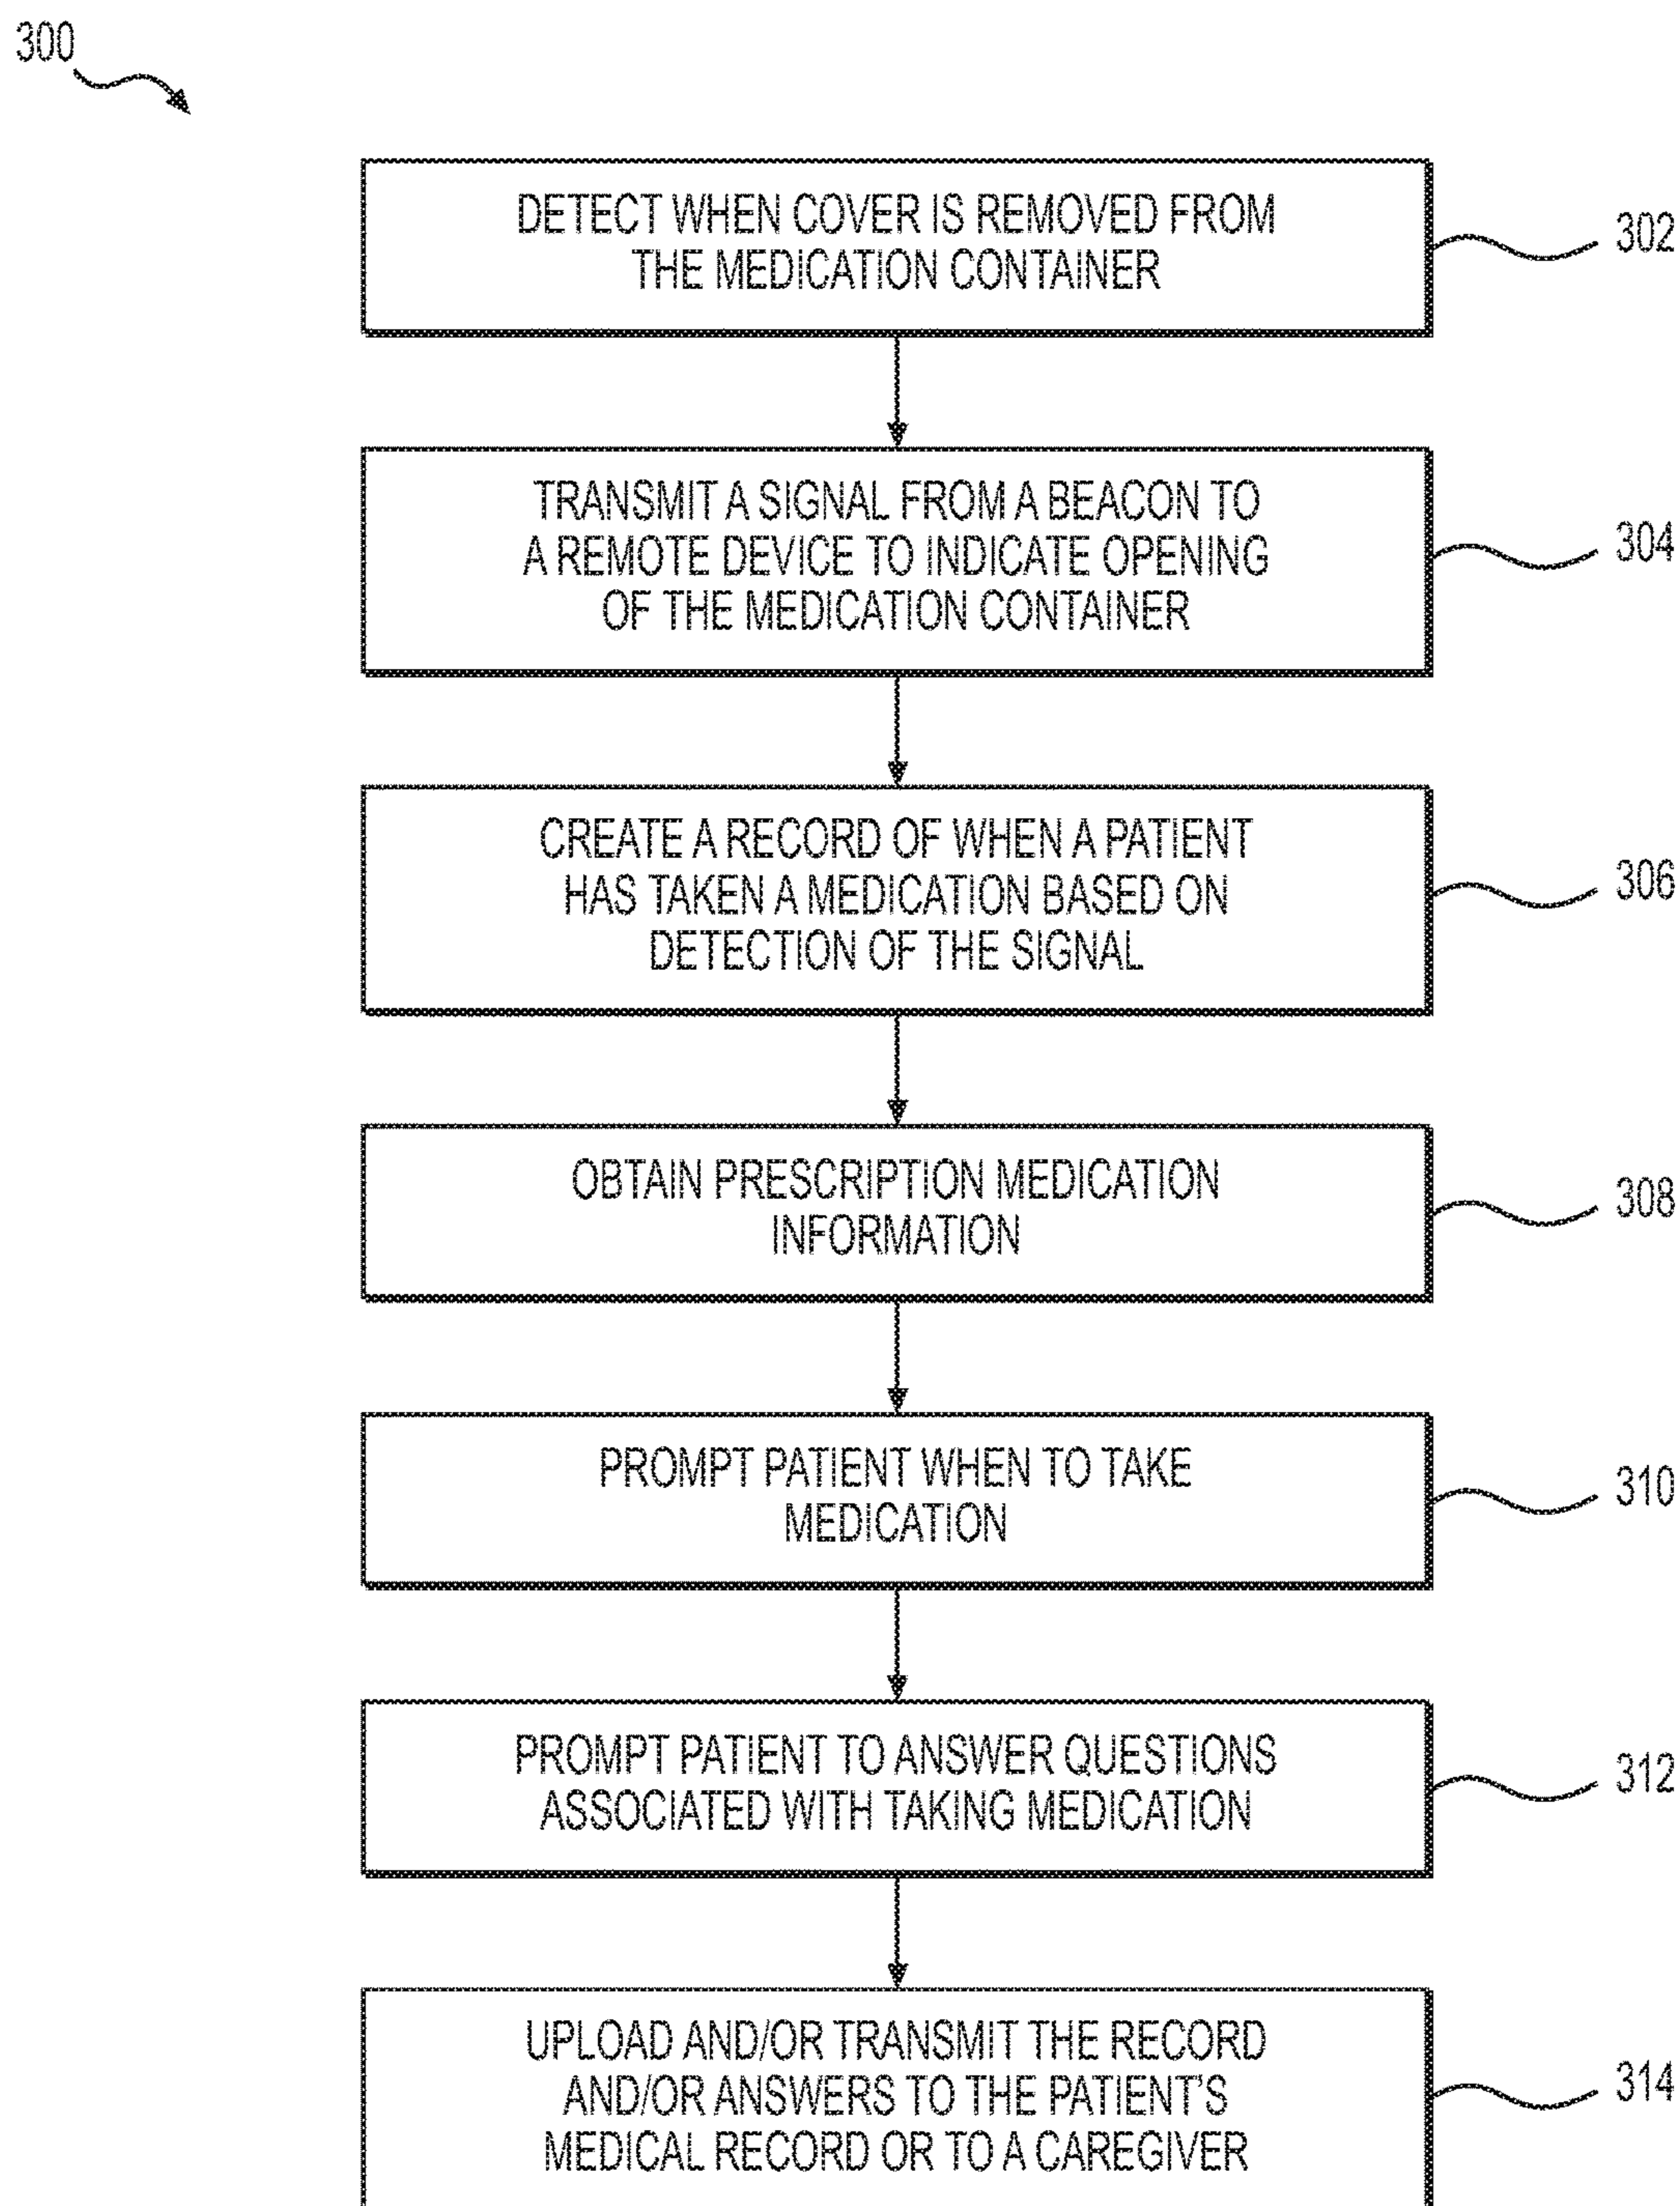 300
DETECT WHEN COVER IS REMOVED FROM
THE MEDICATION CONTAINER
302
TRANSMIT A SIGNAL FROM A BEACON TO
A REMOTE DEVICE TO INDICATE OPENING
OF THE MEDICATION CONTAINER
304
CREATE A RECORD OF WHEN A PATIENT
HAS TAKEN A MEDICATION BASED ON
DETECTION OF THE SIGNAL
306
OBTAIN PRESCRIPTION MEDICATION
INFORMATION
308
PROMPT PATIENT WHEN TO TAKE
MEDICATION
310
PROMPT PATIENT TO ANSWER QUESTIONS
ASSOCIATED WITH TAKING MEDICATION
312
UPLOAD AND/OR TRANSMIT THE RECORD
AND/OR ANSWERS TO THE PATIENT'S
MEDICAL RECORD OR TO A CAREGIVER
314